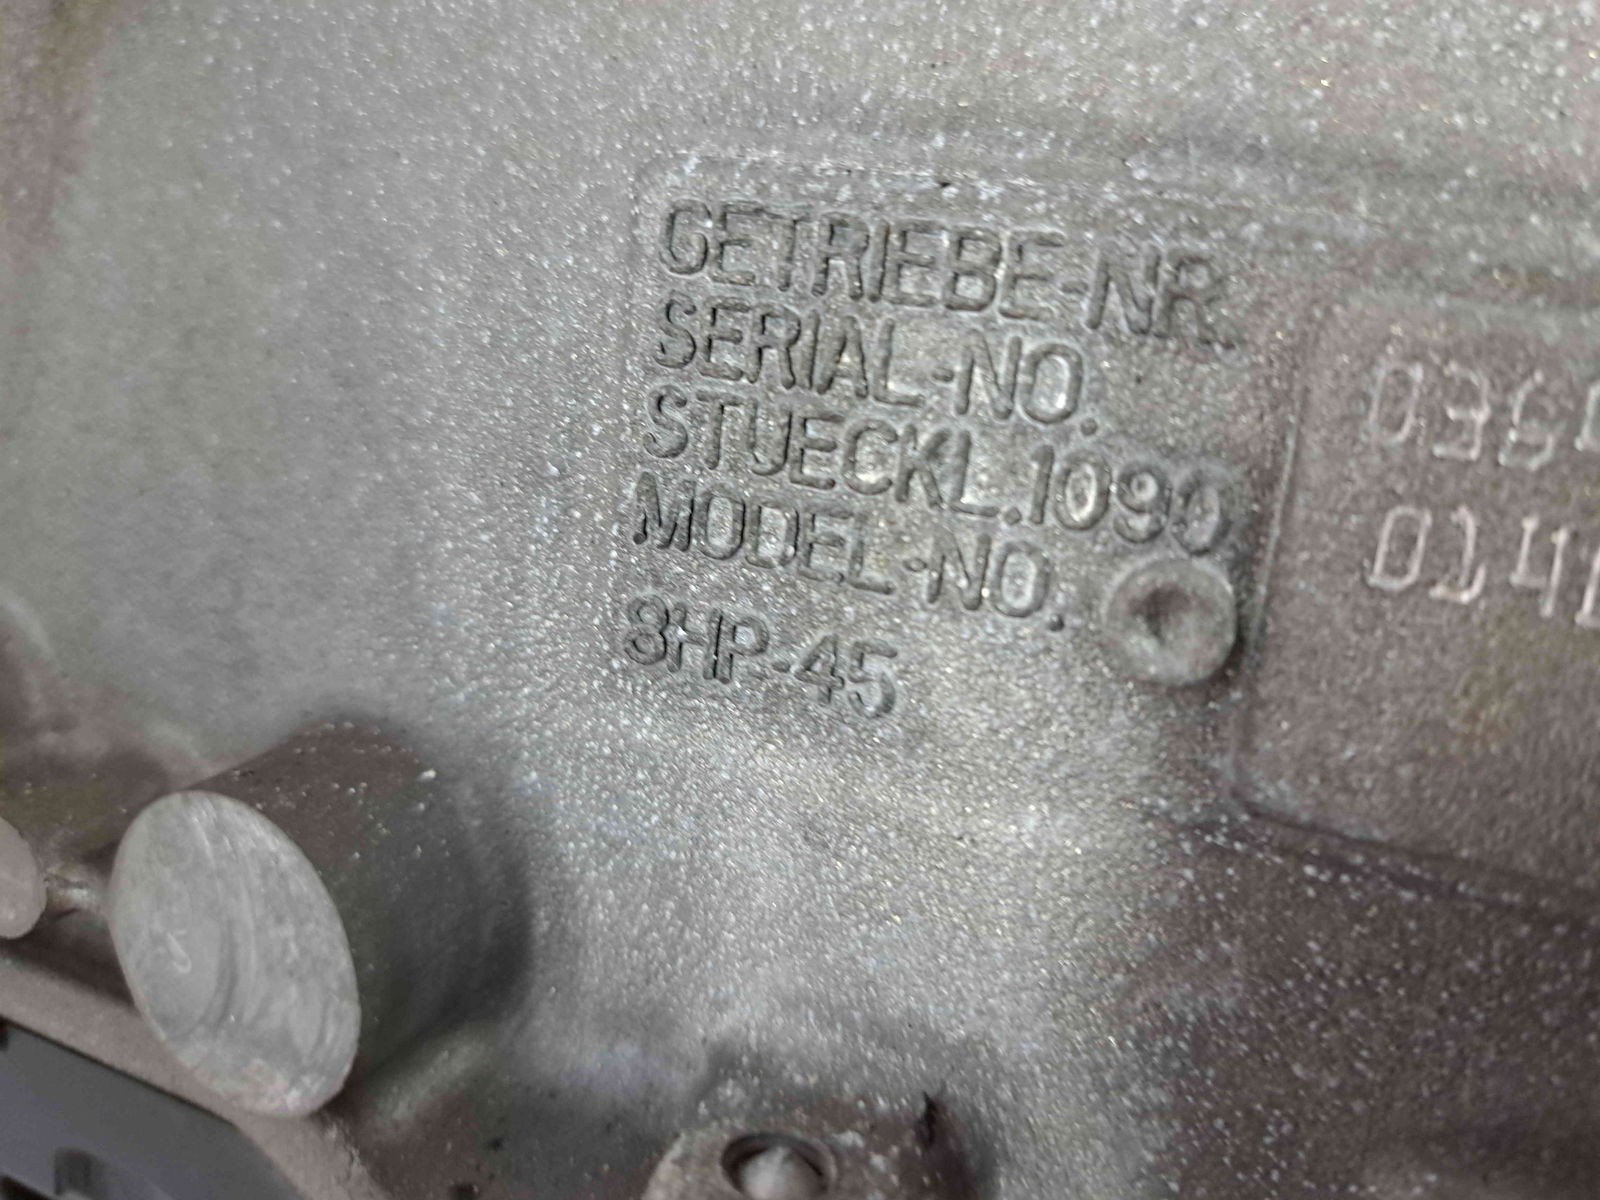 GETRIEBE-NR.
SERIAL-NO.
STUECKL.1090
MODEL-NO.
8HP-45